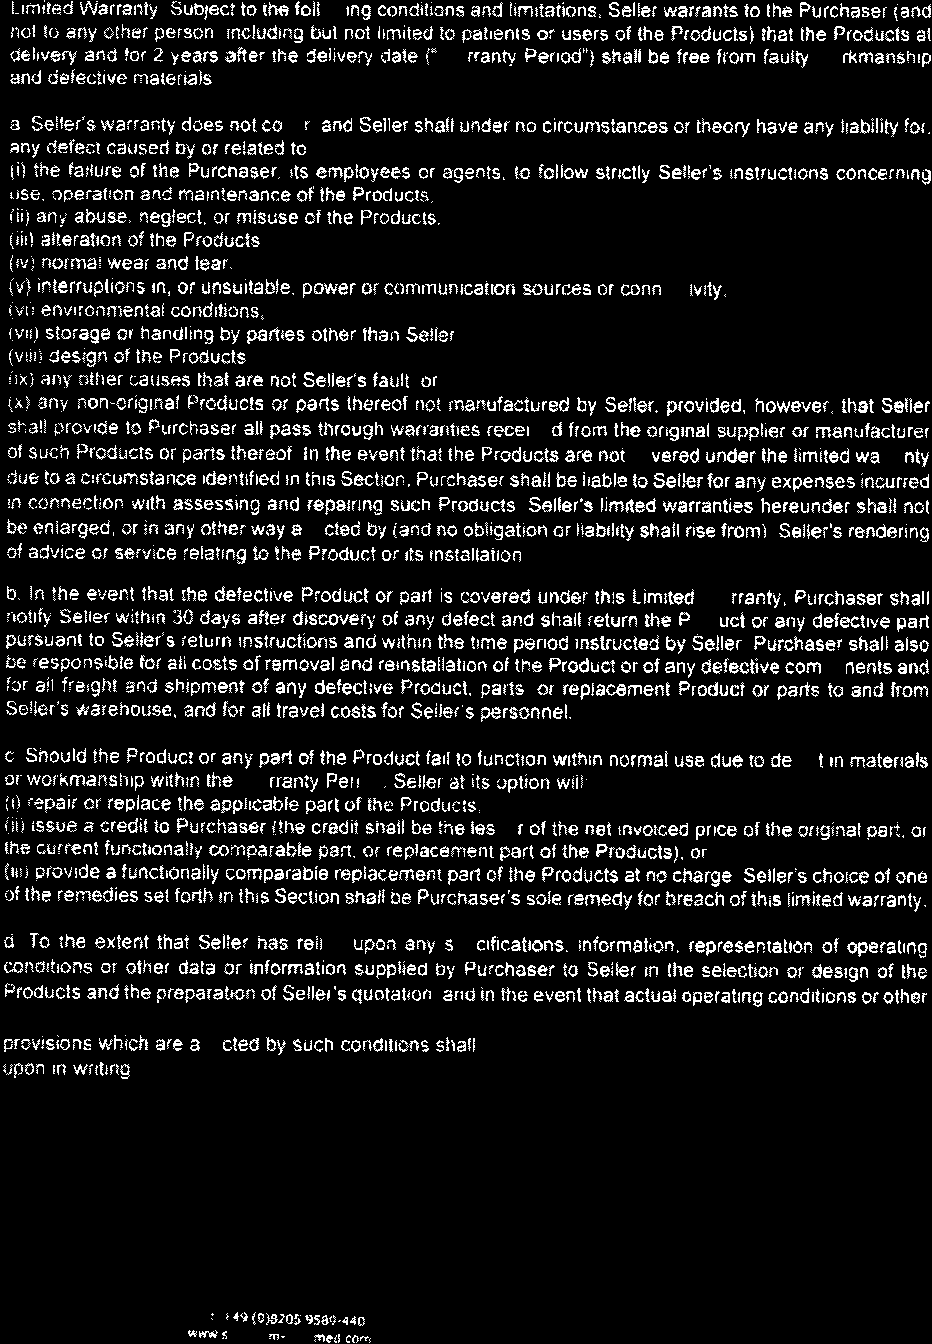 Limited Warranty Subject to the foll ing conditions and limitations, Seller warrants to the Purchaser (and
not to any other person including but not limited to patients or users of the Products) that the Products at
delivery and for 2 years after the delivery date (" rranty Period") shall be free from faulty rkmanship
and defective materials
a Seller's warranty does not co r and Seller shall under no circumstances or theory have any liability for,
any defect caused by or related to
(i) the failure of the Purchaser, its employees or agents, to follow strictly Seller's instructions concerning
use, operation and maintenance of the Products,
(ii) any abuse, neglect, or misuse of the Products,
(iii) alteration of the Products
(iv) normal wear and tear,
(v) interruptions in, or unsuitable, power or communication sources or conn ivity,
(vi) environmental conditions,
(vii) storage or handling by parties other than Seller
(viii) design of the Products
(ix) any other causes that are not Seller's fault or
(x) any non-original Products or parts thereof not manufactured by Seller, provided, however, that Seller
shall provide to Purchaser all pass through warranties recei d from the original supplier or manufacturer
of such Products or parts thereof In the event that the Products are not vered under the limited wa nty
due to a circumstance identified in this Section, Purchaser shall be liable to Seller for any expenses incurred
in connection with assessing and repairing such Products Seller's limited warranties hereunder shall not
be enlarged, or in any other way a cted by (and no obligation or liability shall rise from) Seller's rendering
of advice or service relating to the Product or its installation
b. In the event that the defective Product or part is covered under this Limited rranty, Purchaser shall
notify Seller within 30 days after discovery of any defect and shall return the P uct or any defective part
pursuant to Seller's return instructions and within the time period instructed by Seller Purchaser shall also
be responsible for all costs of removal and reinstallation of the Product or of any defective com nents and
for all freight and shipment of any defective Product, parts or replacement Product or parts to and from
Seller's warehouse, and for all travel costs for Seller's personnel.
c Should the Product or any part of the Product fail to function within normal use due to de t in materials
or workmanship within the rranty Peri , Seller at its option will
(i) repair or replace the applicable part of the Products,
(ii) issue a credit to Purchaser (the credit shall be the les r of the net invoiced price of the original part, or
the current functionally comparable part, or replacement part of the Products), or
(iii) provide a functionally comparable replacement part of the Products at no charge Seller's choice of one
of the remedies set forth in this Section shall be Purchaser's sole remedy for breach of this limited warranty.
d To the extent that Seller has reli upon any s cifications, information, representation of operating
conditions or other data or information supplied by Purchaser to Seller in the selection or design of the
Products and the preparation of Seller's quotation and in the event that actual operating conditions or other
provisions which are a cted by such conditions shall
upon in writing
+49 (0)8205 9589-440